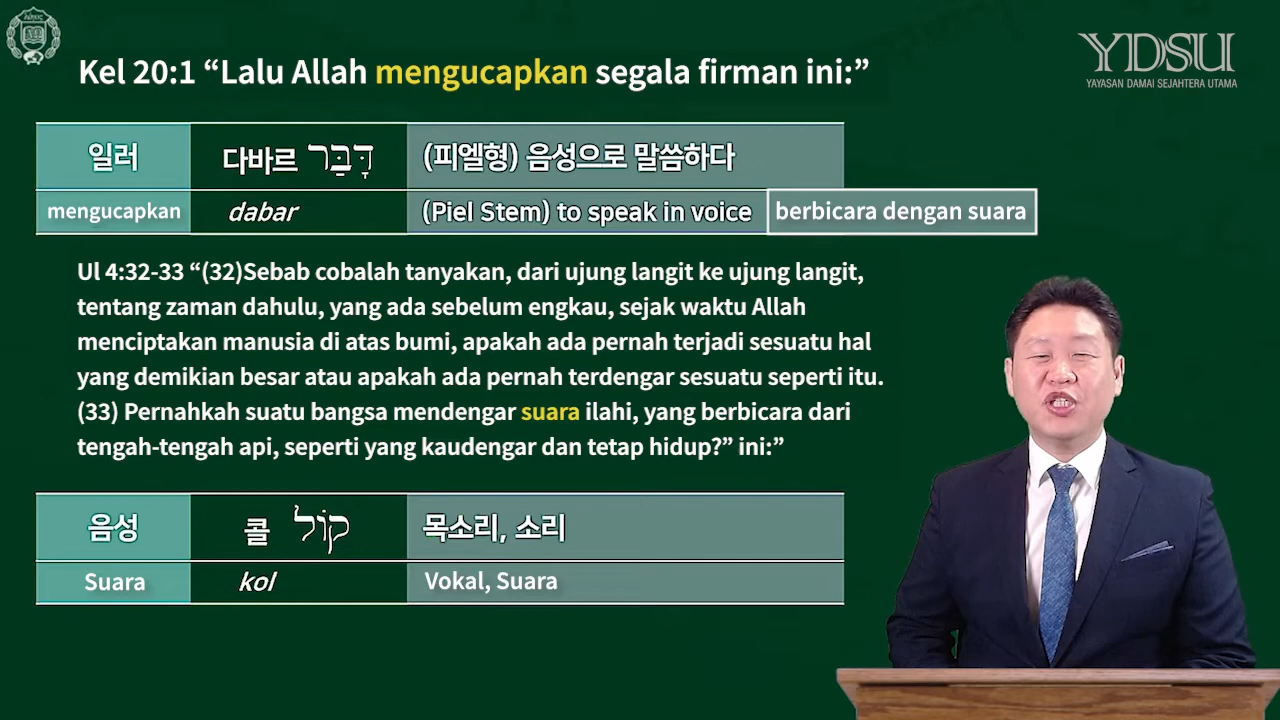 YDSU
YAYASAN DAMAI SEJAHTERA UTAMA
Kel 20:1 “Lalu Allah mengucapkan segala firman ini:”
일러 다바르 דָּבַּר (피엘형) 음성으로 말씀하다
mengucapkan dabar (Piel Stem) to speak in voice berbicara dengan suara
Ul 4:32-33 “(32)Sebab cobalah tanyakan, dari ujung langit ke ujung langit,
tentang zaman dahulu, yang ada sebelum engkau, sejak waktu Allah
menciptakan manusia di atas bumi, apakah ada pernah terjadi sesuatu hal
yang demikian besar atau apakah ada pernah terdengar sesuatu seperti itu.
(33) Pernahkah suatu bangsa mendengar suara ilahi, yang berbicara dari
tengah-tengah api, seperti yang kaudengar dan tetap hidup?” ini:”
음성 콜 קוֹל 목소리, 소리
Suara kol Vokal, Suara